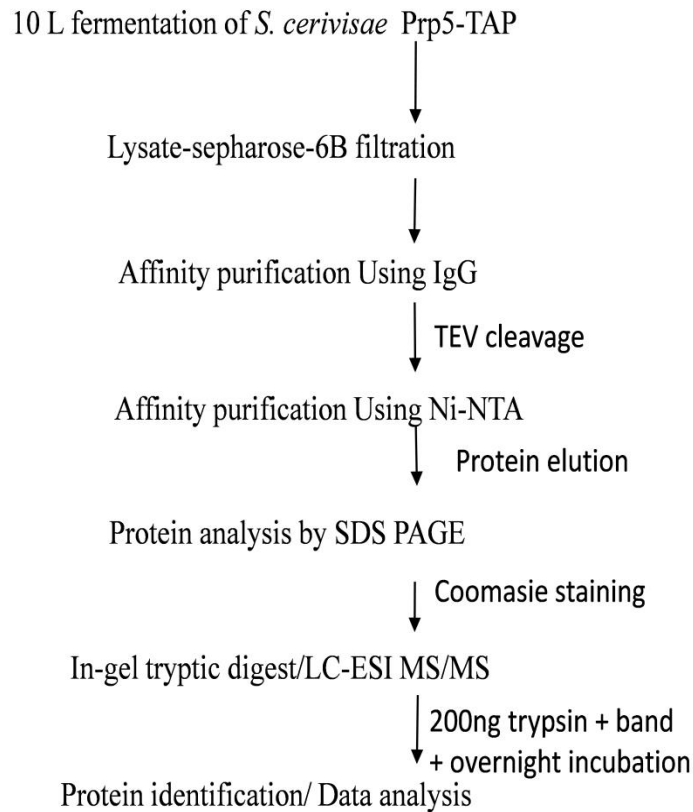 10 L fermentation of S. cerivisae Prp5-TAP
Lysate-sepharose-6B filtration
Affinity purification Using IgG
TEV cleavage
Affinity purification Using Ni-NTA
Protein elution
Protein analysis by SDS PAGE
Coomasie staining
In-gel tryptic digest/LC-ESI MS/MS
200ng trypsin + band
+ overnight incubation
Protein identification/ Data analysis